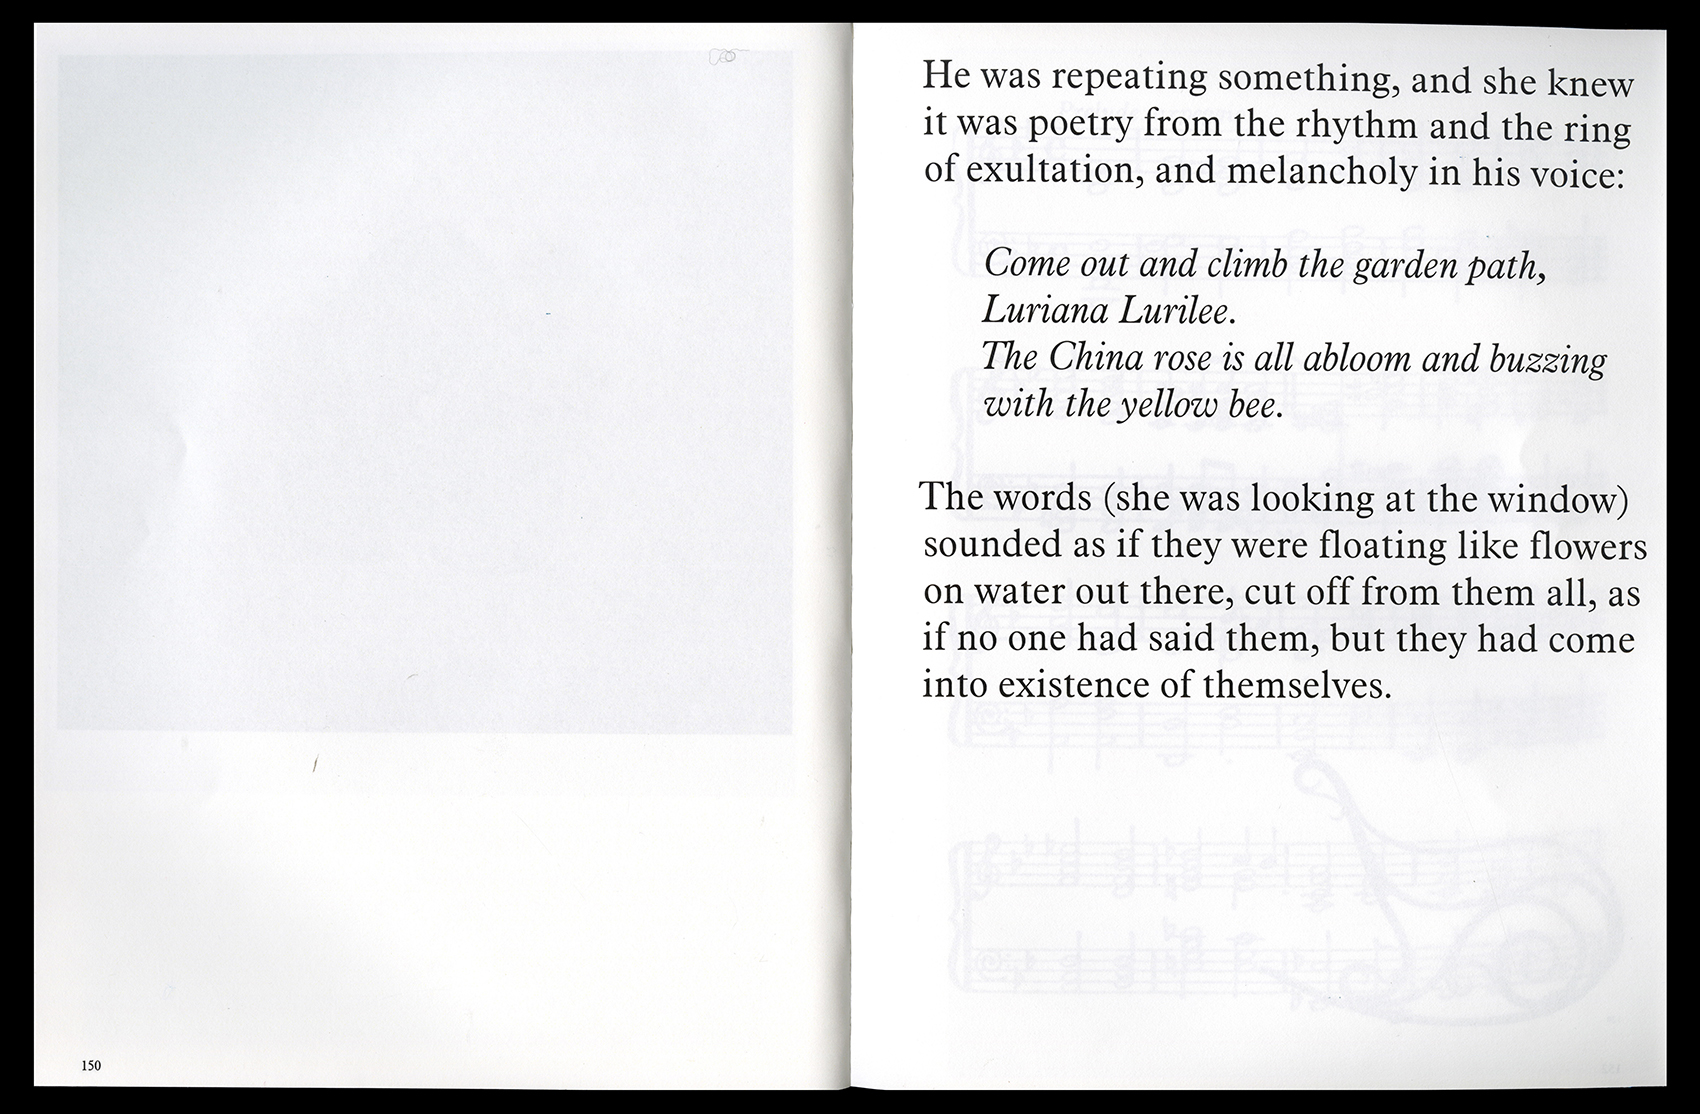 150
He was repeating something, and she knew
it was poetry from the rhythm and the ring
of exultation, and melancholy in his voice:
Come out and climb the garden path,
Luriana Lurilee.
The China rose is all abloom and buzzing
with the yellow bee.
The words (she was looking at the window)
sounded as if they were floating like flowers
on water out there, cut off from them all, as
if no one had said them, but they had come
into existence of themselves.